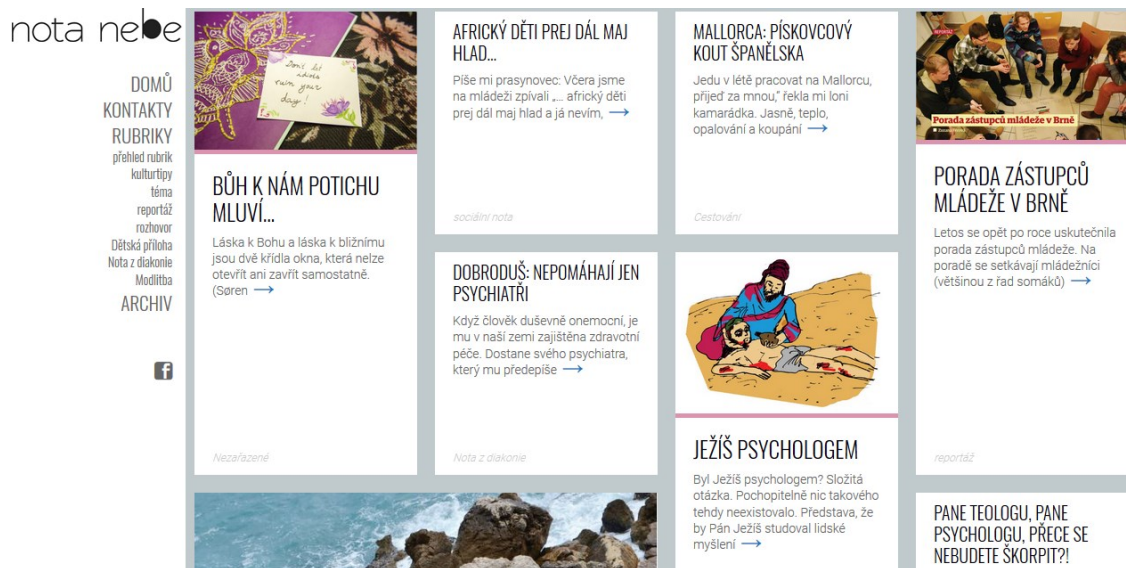 nota nebe
DOMŮ
KONTAKTY
RUBRIKY
přehled rubrik
kulturtipy
téma
reportáž
rozhovor
Dětská příloha
Nota z diakonie
Modlitba
ARCHIV
Don't let
idiots
ruin your
day!
BŮH K NÁM POTICHU
MLUVÍ...
Láska k Bohu a láska k bližnímu
jsou dvě křídla okna, která nelze
otevřít ani zavřít samostatně.
(Søren →
Nezařazené
AFRICKÝ DĚTI PREJ DÁL MAJ
HLAD...
Píše mi prasynovec: Včera jsme
na mládeži zpívali „... africký děti
prej dál maj hlad a já nevím, →
sociální nota
DOBRODUŠ: NEPOMÁHAJÍ JEN
PSYCHIATŘI
Když člověk duševně onemocní, je
mu v naší zemi zajištěna zdravotní
péče. Dostane svého psychiatra,
který mu předepíše →
Nota z diakonie
MALLORCA: PÍSKOVCOVÝ
KOUT ŠPANĚLSKA
Jedu v létě pracovat na Mallorcu,
přijeď za mnou,“ řekla mi loni
kamarádka. Jasně, teplo,
opalování a koupání →
Cestování
JEŽÍŠ PSYCHOLOGEM
Byl Ježíš psychologem? Složitá
otázka. Pochopitelně nic takového
tehdy neexistovalo. Představa, že
by Pán Ježíš studoval lidské
myšlení →
REPORTÁŽ
Porada zástupců mládeže v Brně
PORADA ZÁSTUPCŮ
MLÁDEŽE V BRNĚ
Letos se opět po roce uskutečnila
porada zástupců mládeže. Na
poradě se setkávají mládežníci
(většinou z řad somáků) →
reportáž
PANE TEOLOGU, PANE
PSYCHOLOGU, PŘECE SE
NEBUDETE ŠKORPIT?!